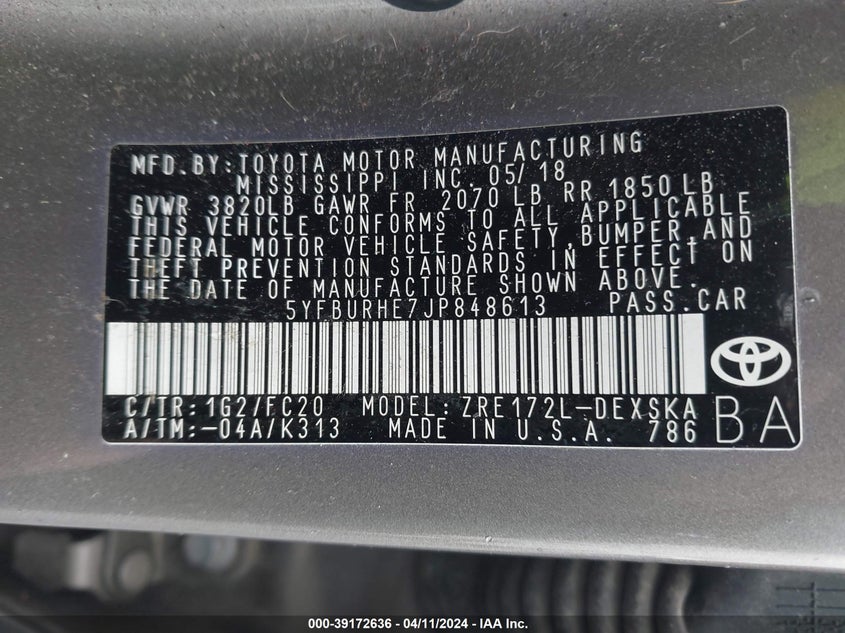 MFD. BY: TOYOTA MOTOR MANUFACTURING
MISSISSIPPI INC. 05/18
GVWR 3820LB GAWR FR 2070 LB RR 1850 LB
THIS VEHICLE CONFORMS TO ALL APPLICABLE
FEDERAL MOTOR VEHICLE SAFETY, BUMPER, AND
THEFT PREVENTION STANDARDS IN EFFECT ON
THE DATE OF MANUFACTURE SHOWN ABOVE.
5YFBURHE7JP848613 PASS. CAR
C/TR: 1G2/FC20 MODEL: ZRE172L-DEXSKA
A/TM: -04A/K313 MADE IN U.S.A. 786
BA
000-39172636 - 04/11/2024 - IAA Inc.